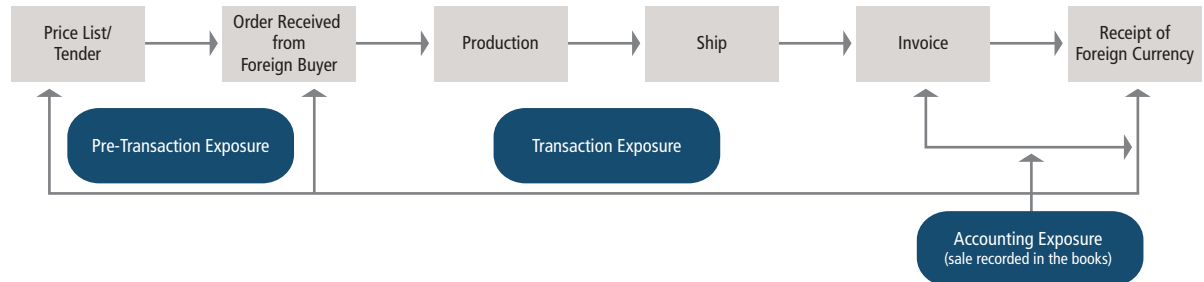 Price List/
Tender
Order Received
from
Foreign Buyer
Production
Ship
Invoice
Receipt of
Foreign Currency
Pre-Transaction Exposure
Transaction Exposure
Accounting Exposure
(sale recorded in the books)